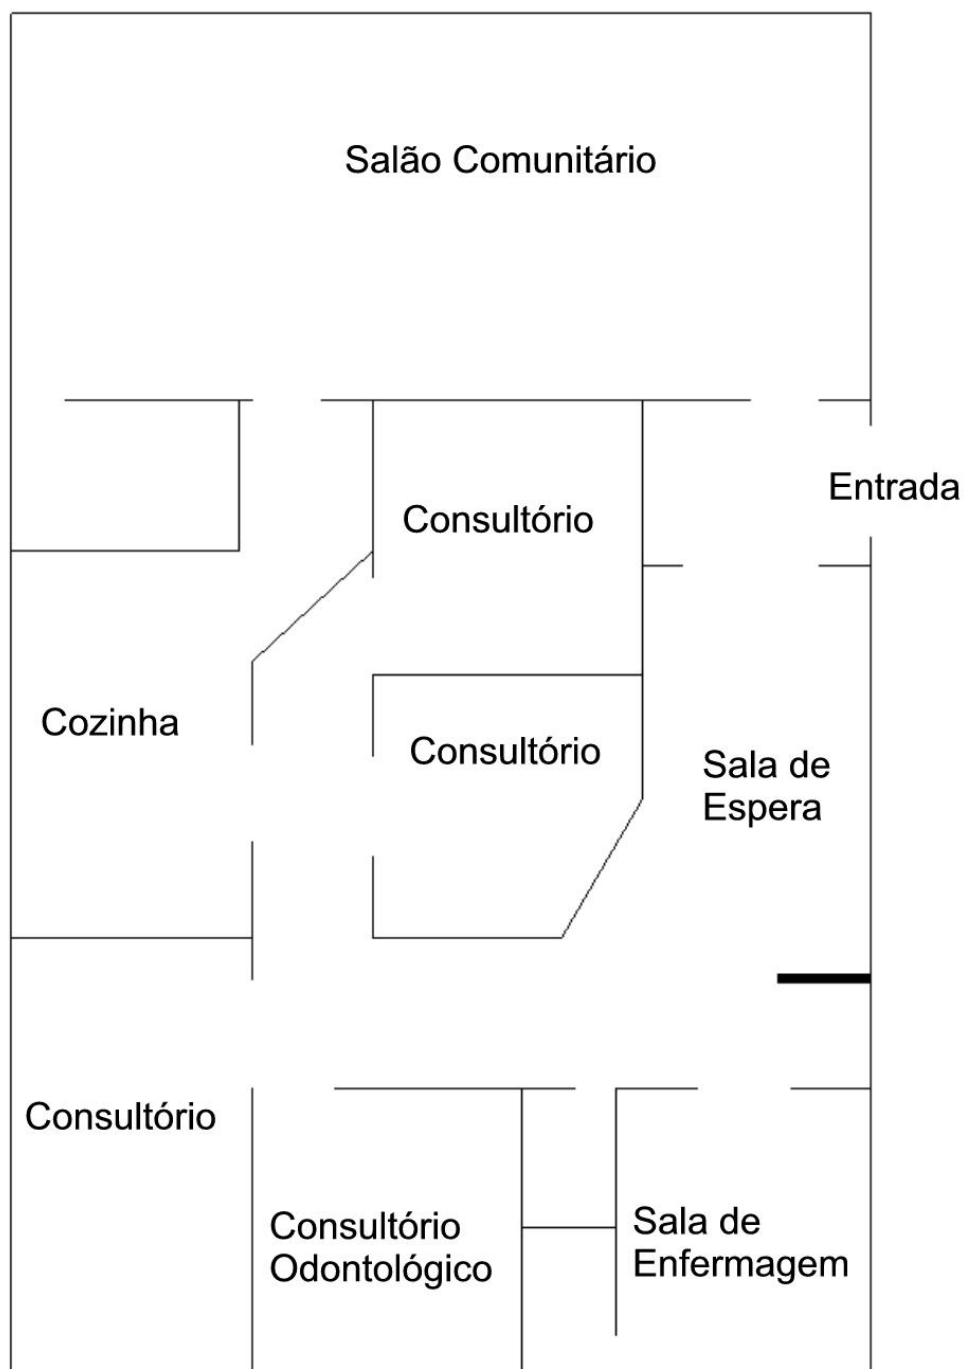 Salão Comunitário
Entrada
Consultório
Cozinha
Consultório
Sala de
Espera
Consultório
Consultório
Odontológico
Sala de
Enfermagem